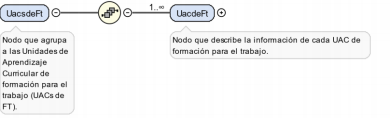 UacsdeFt
1..∞
UacdeFt
Nodo que agrupa
a las Unidades de
Aprendizaje
Curricular de
formación para el
trabajo (UACs de
FT).
Nodo que describe la información de cada UAC de
formación para el trabajo.